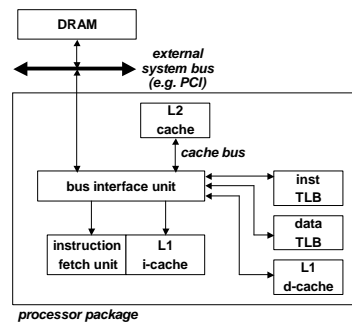 DRAM
external
system bus
(e.g. PCI)
L2
cache
cache bus
bus interface unit
inst
TLB
data
TLB
instruction
fetch unit
L1
i-cache
L1
d-cache
processor package